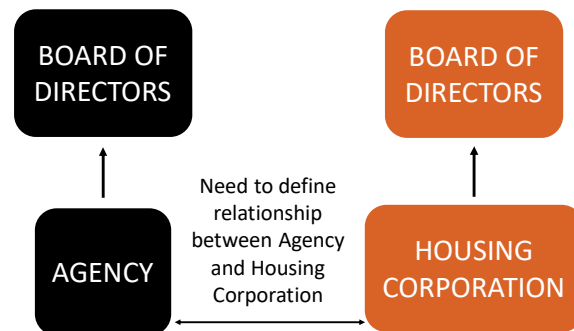 BOARD OF
DIRECTORS
BOARD OF
DIRECTORS
Need to define
relationship
between Agency
and Housing
Corporation
AGENCY
HOUSING
CORPORATION